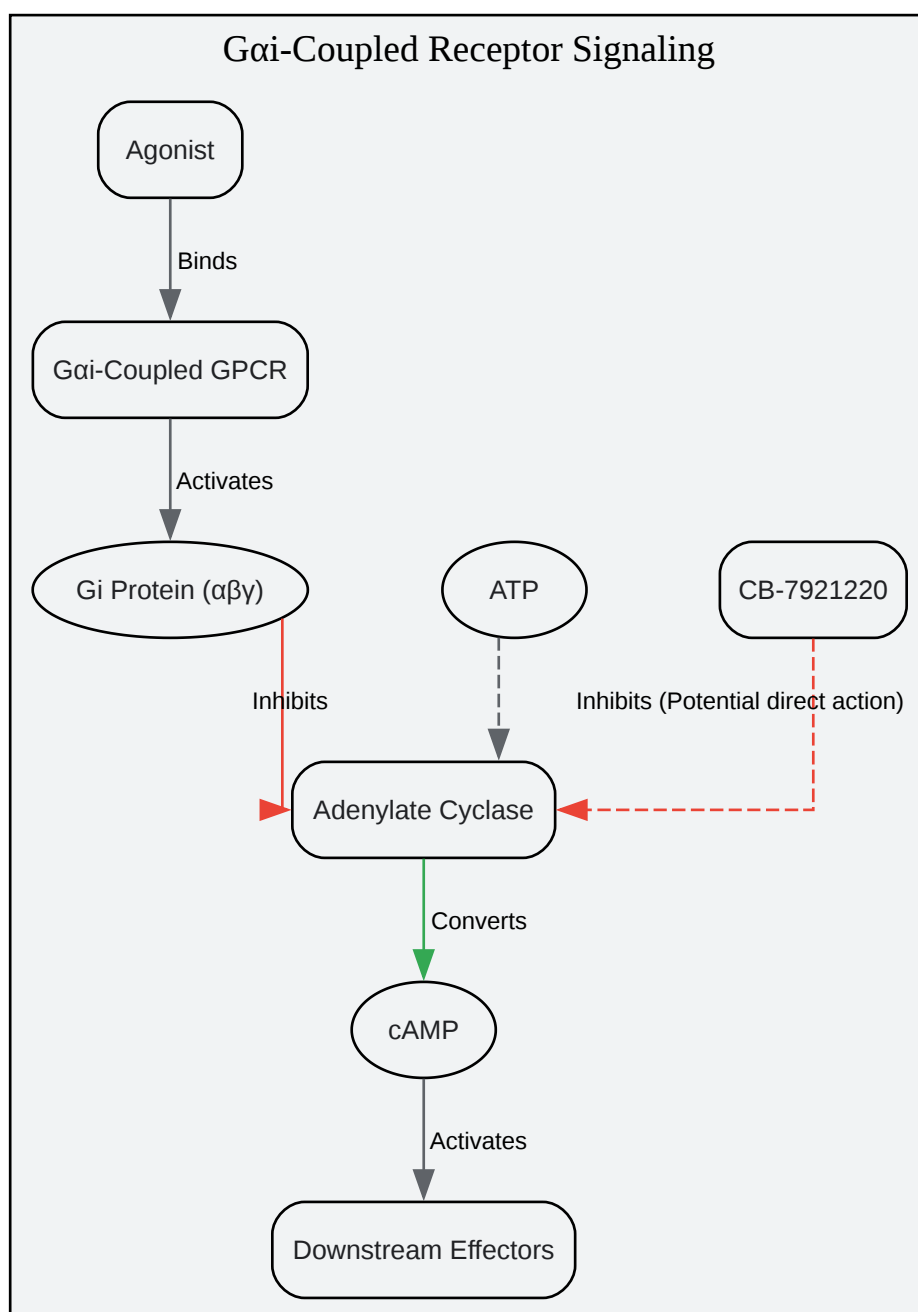 Gαi-Coupled Receptor Signaling
Agonist
Binds
Gαi-Coupled GPCR
Activates
Gi Protein (αβγ)
ATP
CB-7921220
Inhibits
Inhibits (Potential direct action)
Adenylate Cyclase
Converts
cAMP
Activates
Downstream Effectors